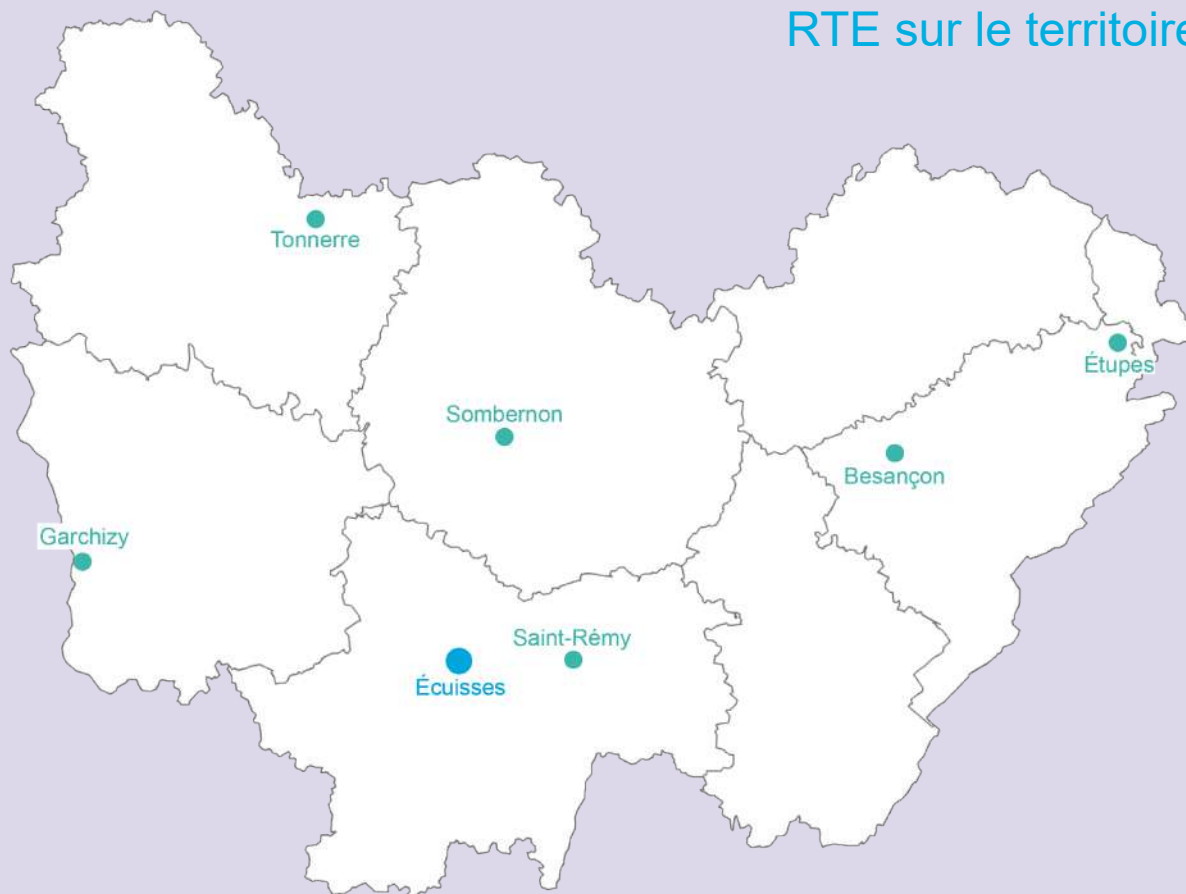 RTE sur le territoire
Tonnerre
Étupes
Sombernon
Besançon
Garchizy
Saint-Rémy
Écuisses